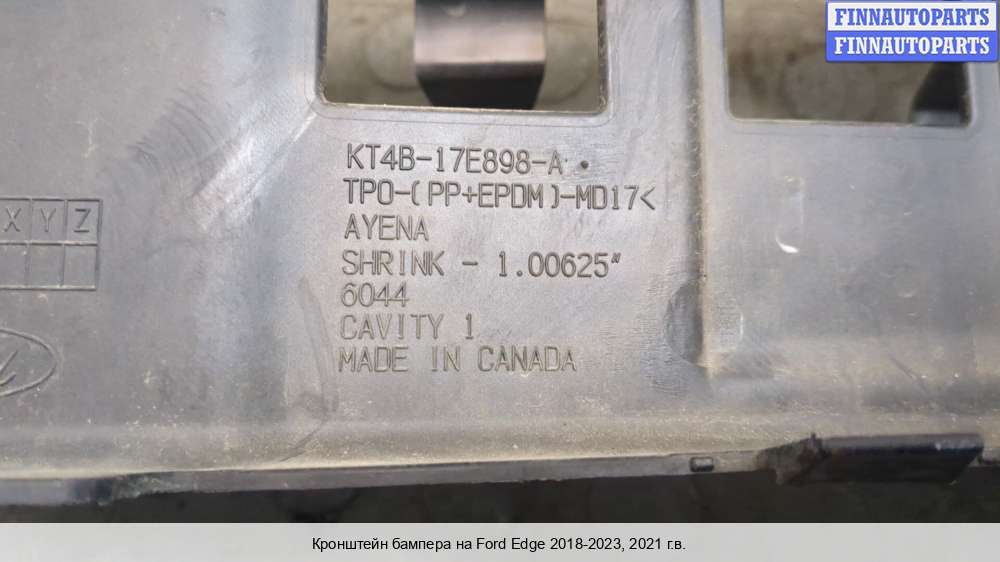 FINNAUTOPARTS
FINNAUTOPARTS
KT4B-17E898-A
TPO-(PP+EPDM)-MD17<
AYENA
SHRINK - 1.00625"
6044
CAVITY 1
MADE IN CANADA
X Y Z
Кронштейн бампера на Ford Edge 2018-2023, 2021 г.в.